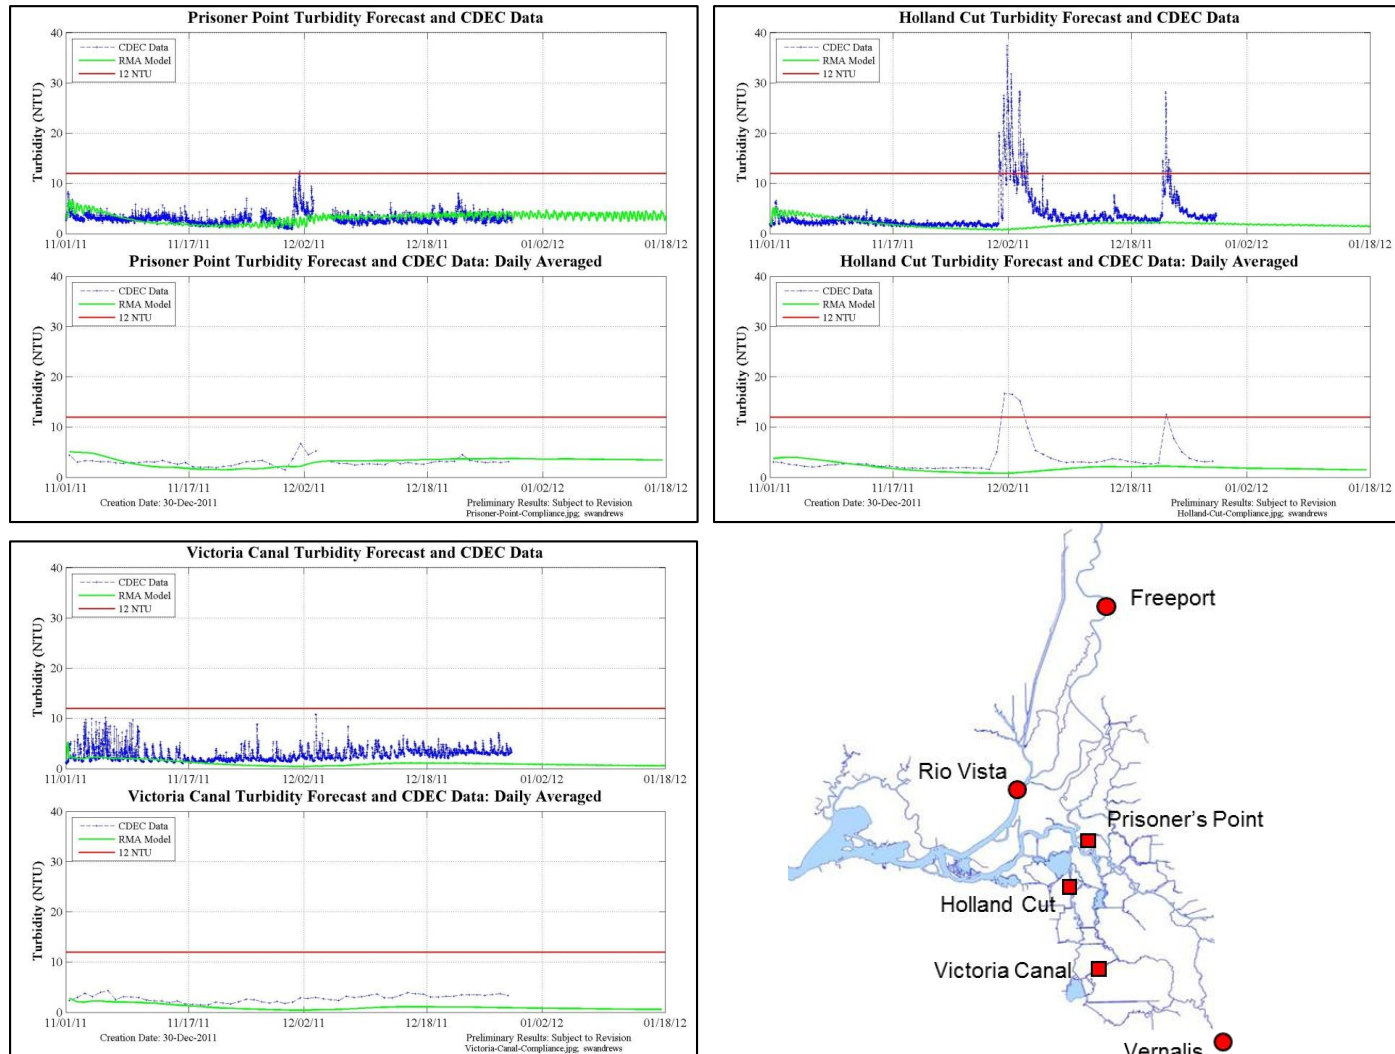 Prisoner Point Turbidity Forecast and CDEC Data
40
30
20
10
0
Turbidity (NTU)
CDEC Data
RMA Model
12 NTU
11/01/11 11/17/11 12/02/11 12/18/11 01/02/12 01/18/12
Prisoner Point Turbidity Forecast and CDEC Data: Daily Averaged
40
30
20
10
0
Turbidity (NTU)
CDEC Data
RMA Model
12 NTU
11/01/11 11/17/11 12/02/11 12/18/11 01/02/12 01/18/12
Creation Date: 30-Dec-2011 Preliminary Results: Subject to Revision
Prisoner-Point-Compliance.jpg; swandrews
Holland Cut Turbidity Forecast and CDEC Data
40
30
20
10
0
Turbidity (NTU)
CDEC Data
RMA Model
12 NTU
11/01/11 11/17/11 12/02/11 12/18/11 01/02/12 01/18/12
Holland Cut Turbidity Forecast and CDEC Data: Daily Averaged
40
30
20
10
0
Turbidity (NTU)
CDEC Data
RMA Model
12 NTU
11/01/11 11/17/11 12/02/11 12/18/11 01/02/12 01/18/12
Creation Date: 30-Dec-2011 Preliminary Results: Subject to Revision
Holland-Cut-Compliance.jpg; swandrews
Victoria Canal Turbidity Forecast and CDEC Data
40
30
20
10
0
Turbidity (NTU)
CDEC Data
RMA Model
12 NTU
11/01/11 11/17/11 12/02/11 12/18/11 01/02/12 01/18/12
Victoria Canal Turbidity Forecast and CDEC Data: Daily Averaged
40
30
20
10
0
Turbidity (NTU)
CDEC Data
RMA Model
12 NTU
11/01/11 11/17/11 12/02/11 12/18/11 01/02/12 01/18/12
Creation Date: 30-Dec-2011 Preliminary Results: Subject to Revision
Victoria-Canal-Compliance.jpg; swandrews
Freeport
Rio Vista
Prisoner's Point
Holland Cut
Victoria Canal
Vernalis